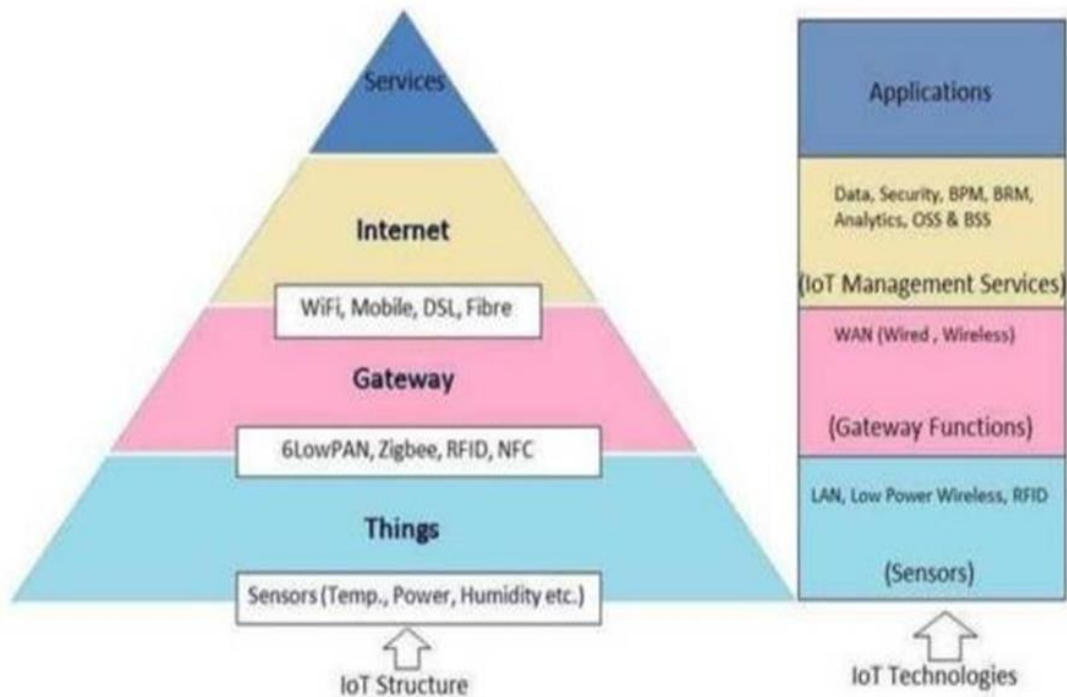 Services
Internet
WiFi, Mobile, DSL, Fibre
Gateway
6LowPAN, Zigbee, RFID, NFC
Things
Sensors (Temp., Power, Humidity etc.)
IoT Structure
Applications
Data, Security, BPM, BRM,
Analytics, OSS & BSS
(IoT Management Services)
WAN (Wired , Wireless)
(Gateway Functions)
LAN, Low Power Wireless, RFID
(Sensors)
IoT Technologies